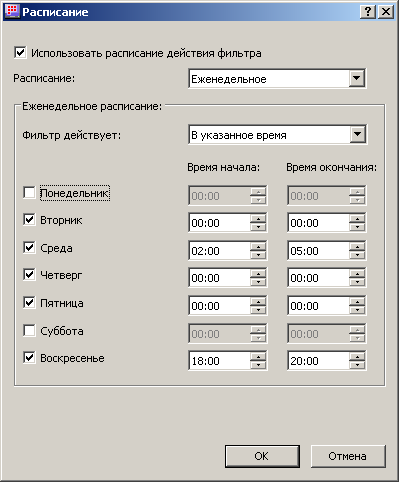 Расписание
Использовать расписание действия фильтра
Расписание: Еженедельное
Еженедельное расписание:
Фильтр действует: В указанное время
Время начала: Время окончания:
Понедельник 00:00 00:00
Вторник 00:00 00:00
Среда 02:00 05:00
Четверг 00:00 00:00
Пятница 00:00 00:00
Суббота 00:00 00:00
Воскресенье 18:00 20:00
OK Отмена